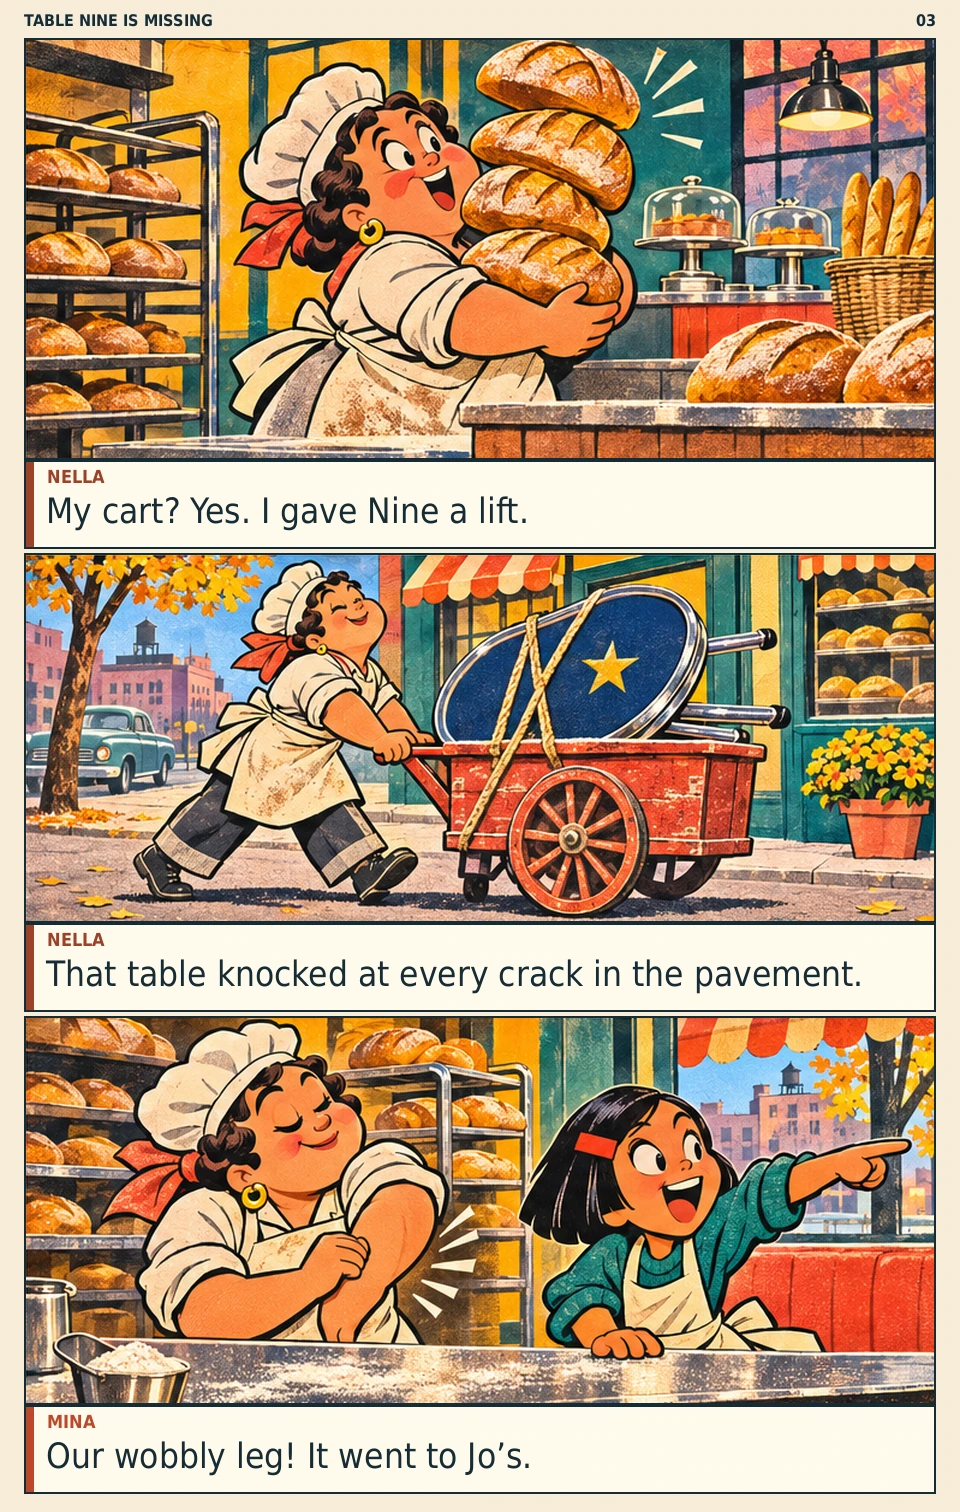 TABLE NINE IS MISSING
03
NELLA
My cart? Yes. I gave Nine a lift.
NELLA
That table knocked at every crack in the pavement.
MINA
Our wobbly leg! It went to Jo’s.